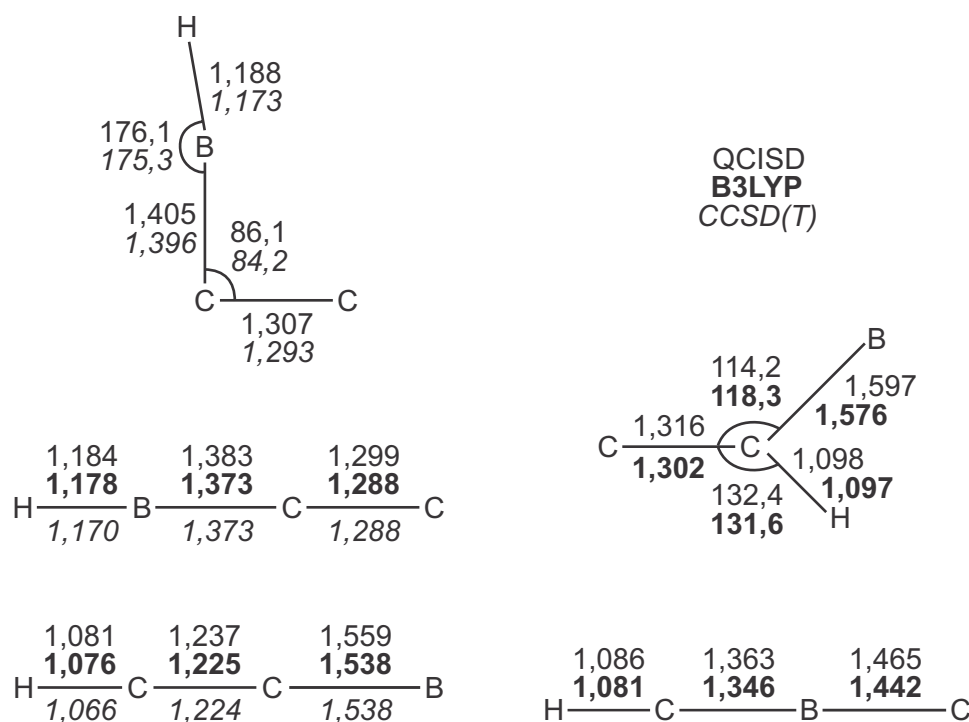 H
1,188
1,173
176,1
175,3
B
1,405
1,396
86,1
84,2
C
C
1,307
1,293
QCISD
B3LYP
CCSD(T)
B
114,2
118,3
1,597
1,576
C
1,316
1,302
C
1,098
1,097
132,4
131,6
H
1,184 1,383 1,299
1,178 1,373 1,288
H B C C
1,170 1,373 1,288
1,081 1,237 1,559
1,076 1,225 1,538
H C C B
1,066 1,224 1,538
1,086 1,363 1,465
1,081 1,346 1,442
H C B C